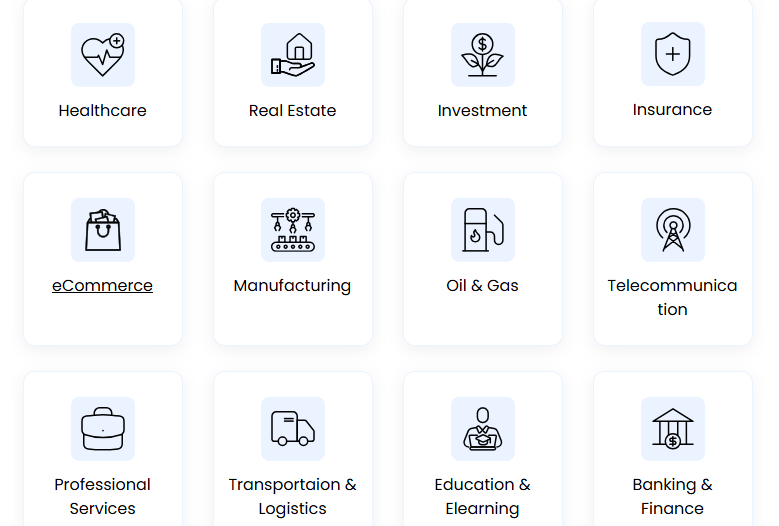 Healthcare
Real Estate
Investment
Insurance
eCommerce
Manufacturing
Oil & Gas
Telecommunica
tion
Professional
Services
Transportaion &
Logistics
Education &
Elearning
Banking &
Finance